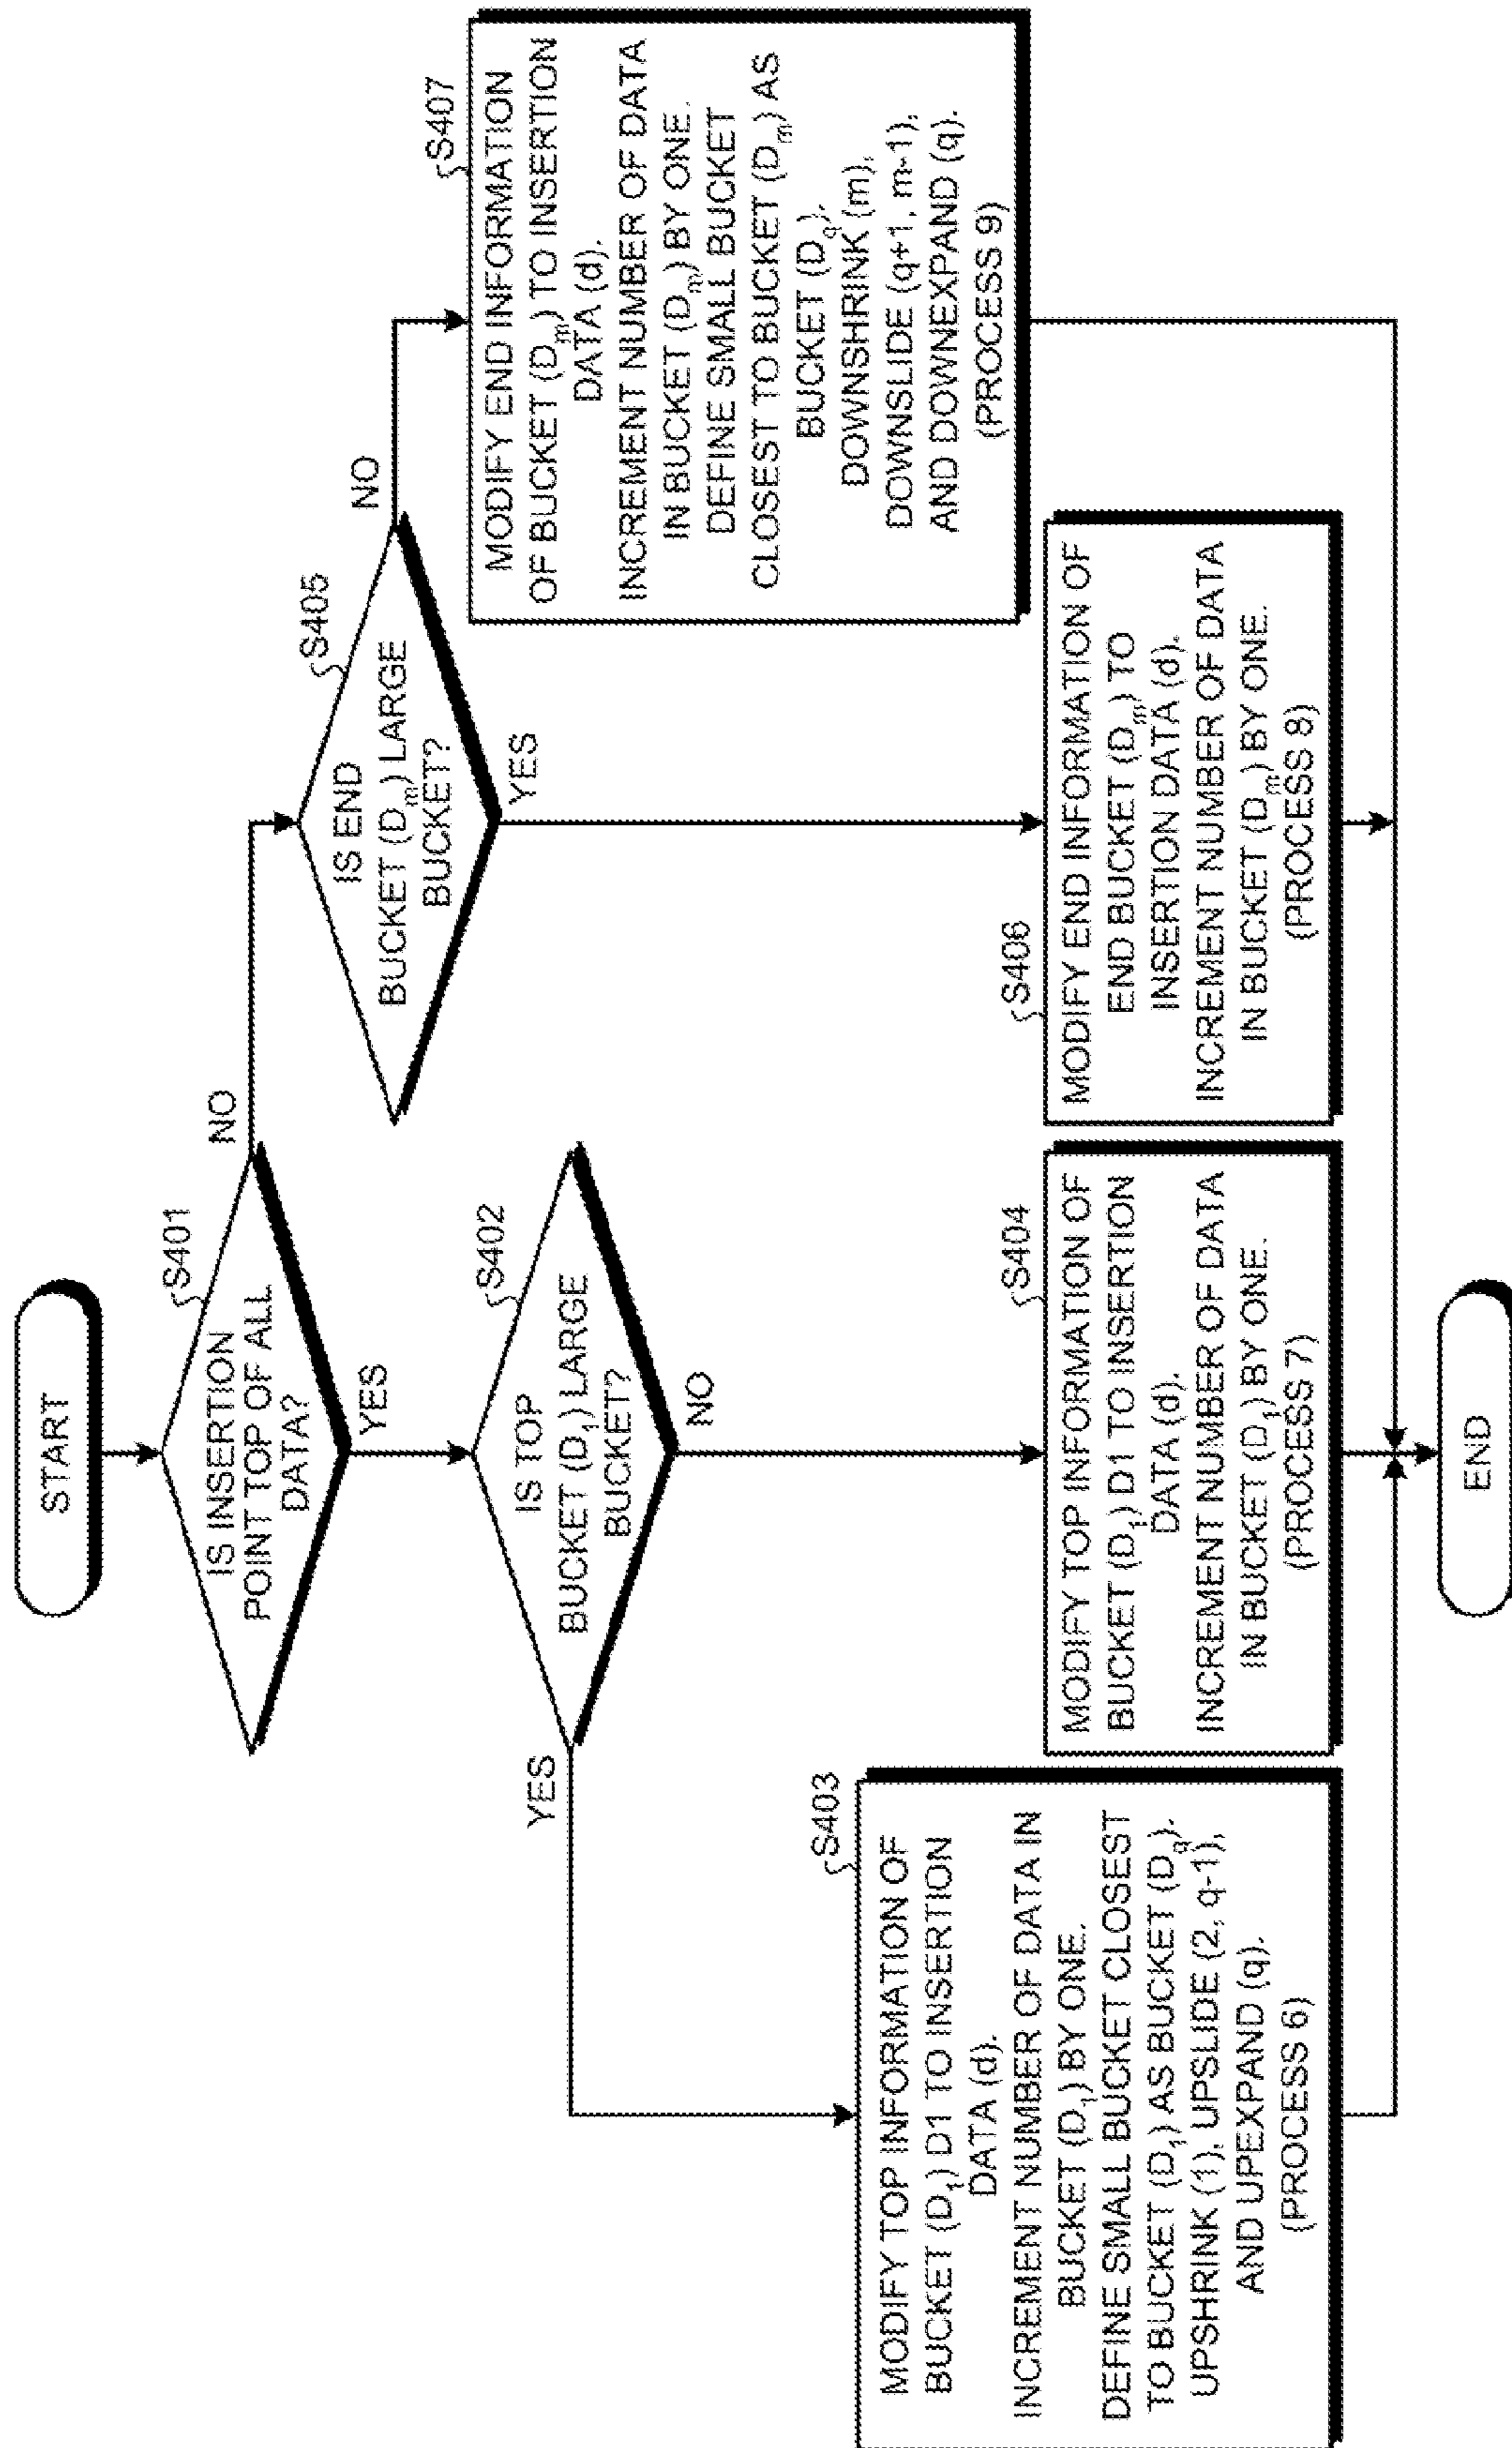 START
S401
IS INSERTION
POINT TOP OF ALL
DATA?
NO
YES
S402
IS TOP
BUCKET (D1) LARGE
BUCKET?
YES
NO
S403
MODIFY TOP INFORMATION OF
BUCKET (D1) D1 TO INSERTION
DATA (d).
INCREMENT NUMBER OF DATA IN
BUCKET (D1) BY ONE.
DEFINE SMALL BUCKET CLOSEST
TO BUCKET (D1) AS BUCKET (Dq).
UPSHRINK (1), UPSLIDE (2, q-1),
AND UPEXPAND (q).
(PROCESS 6)
S404
MODIFY TOP INFORMATION OF
BUCKET (D1) D1 TO INSERTION
DATA (d).
INCREMENT NUMBER OF DATA
IN BUCKET (D1) BY ONE.
(PROCESS 7)
S405
IS END
BUCKET (Dm) LARGE
BUCKET?
NO
YES
S406
MODIFY END INFORMATION OF
END BUCKET (Dm) TO
INSERTION DATA (d).
INCREMENT NUMBER OF DATA
IN BUCKET (Dm) BY ONE.
(PROCESS 8)
S407
MODIFY END INFORMATION
OF BUCKET (Dm) TO INSERTION
DATA (d).
INCREMENT NUMBER OF DATA
IN BUCKET (Dm) BY ONE.
DEFINE SMALL BUCKET
CLOSEST TO BUCKET (Dm) AS
BUCKET (Dq).
DOWNSHRINK (m),
DOWNSLIDE (q+1, m-1),
AND DOWNEXPAND (q).
(PROCESS 9)
END